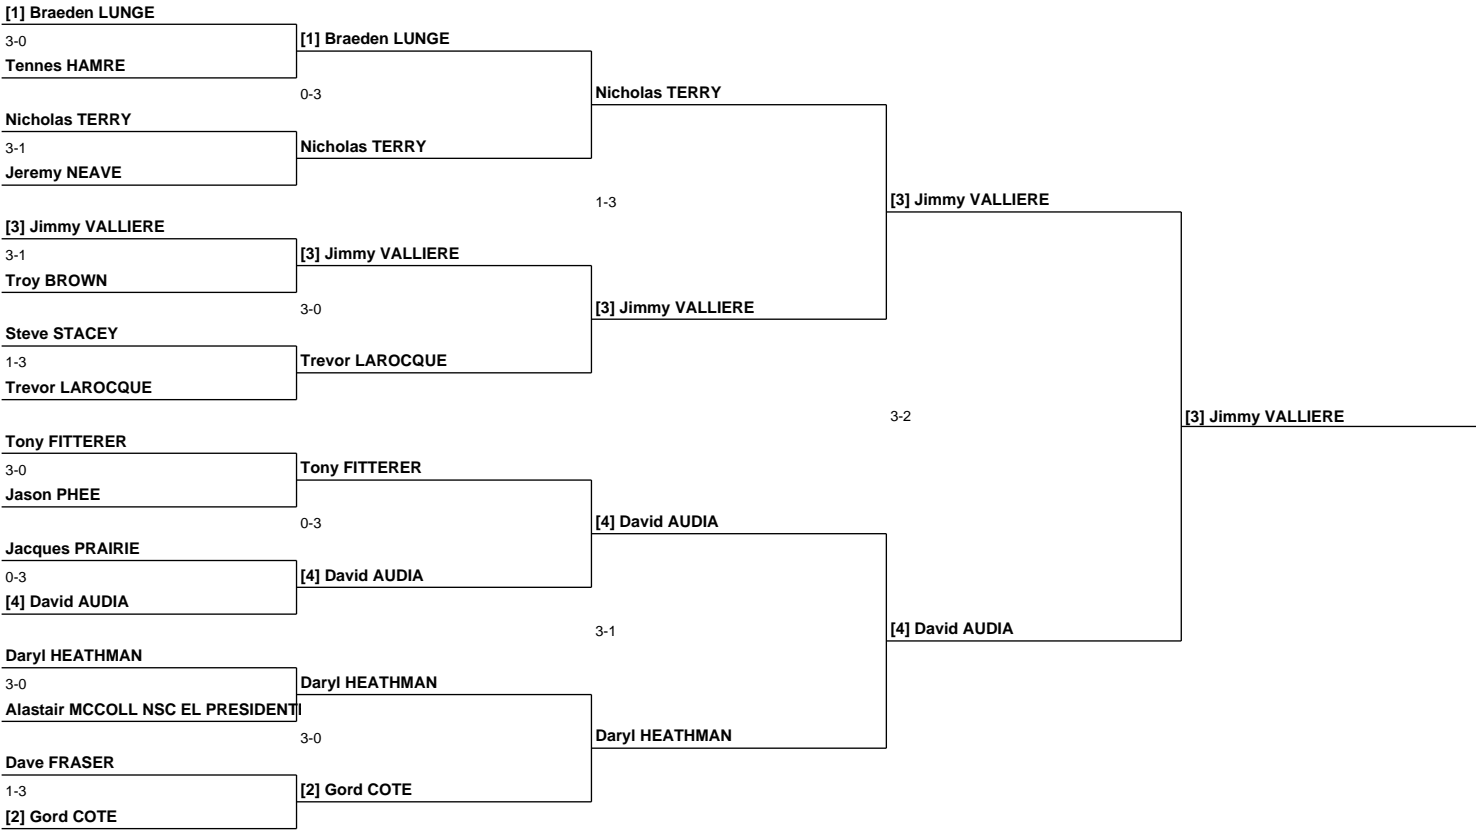 [1] Braeden LUNGE
3-0
Tennes HAMRE
Nicholas TERRY
3-1
Jeremy NEAVE
[3] Jimmy VALLIERE
3-1
Troy BROWN
Steve STACEY
1-3
Trevor LAROCQUE
Tony FITTERER
3-0
Jason PHEE
Jacques PRAIRIE
0-3
[4] David AUDIA
Daryl HEATHMAN
3-0
Alastair MCCOLL NSC EL PRESIDENTI
Dave FRASER
1-3
[2] Gord COTE
[1] Braeden LUNGE
0-3
Nicholas TERRY
[3] Jimmy VALLIERE
3-0
Trevor LAROCQUE
Tony FITTERER
0-3
[4] David AUDIA
Daryl HEATHMAN
3-0
[2] Gord COTE
Nicholas TERRY
1-3
[3] Jimmy VALLIERE
[4] David AUDIA
3-1
Daryl HEATHMAN
[3] Jimmy VALLIERE
3-2
[4] David AUDIA
[3] Jimmy VALLIERE